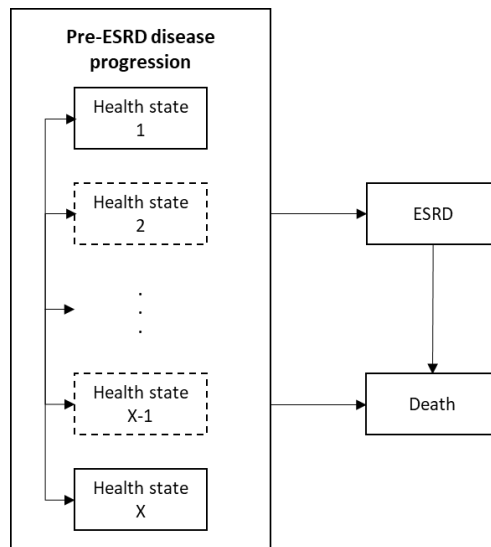 Pre-ESRD disease
progression
Health state
1
Health state
2
ESRD
.
.
.
Health state
X-1
Death
Health state
X